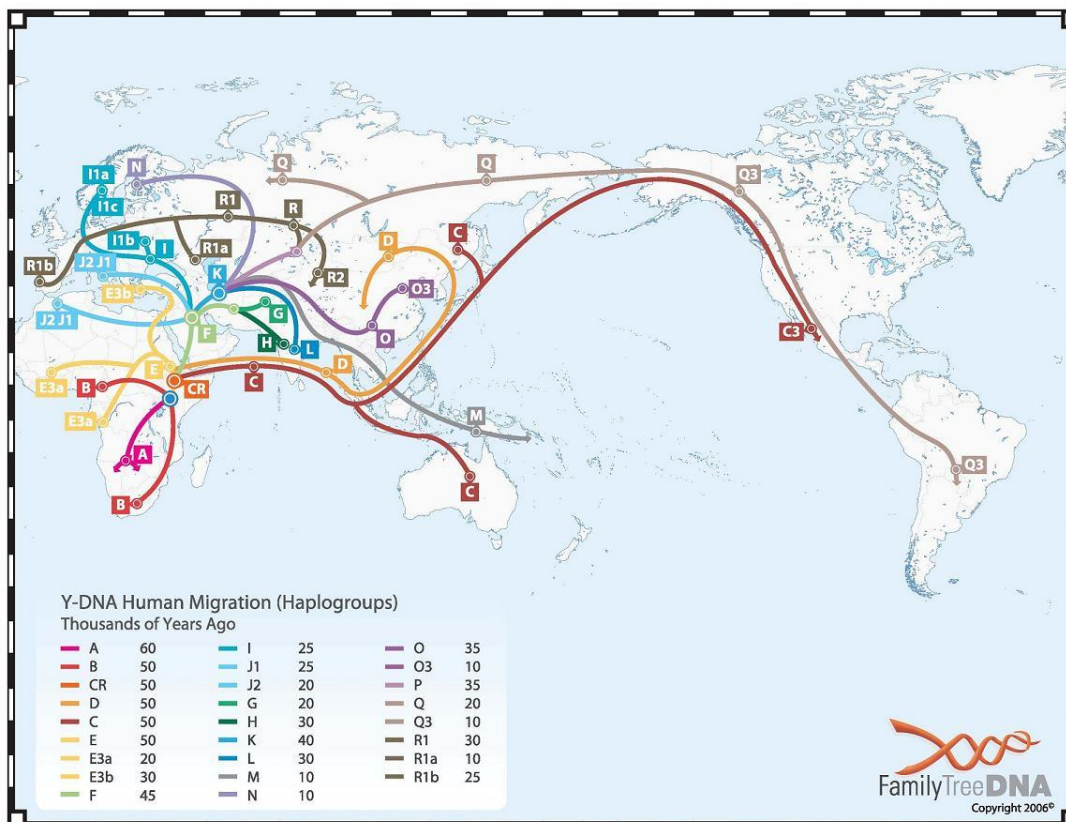 Q
Q
N
I1a
I1c
R1
R
Q3
I1b
I
R1a
D
C
J2 J1
R1b
K
R2
E3b
O3
G
J2 J1
F
O
C3
H
L
E
D
E3a
B
CR
C
E3a
M
A
Q3
C
B
Y-DNA Human Migration (Haplogroups)
Thousands of Years Ago
A 60
B 50
CR 50
D 50
C 50
E 50
E3a 20
E3b 30
F 45
I 25
J1 25
J2 20
G 20
H 30
K 40
L 30
M 10
N 10
O 35
O3 10
P 35
Q 20
Q3 10
R1 30
R1a 10
R1b 25
FamilyTreeDNA
Copyright 2006©